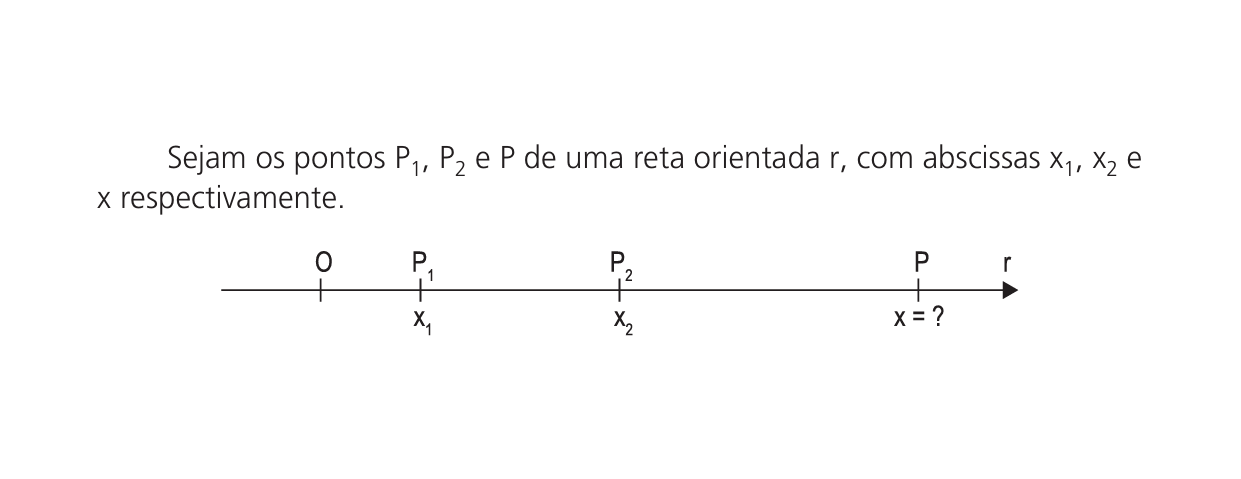 Sejam os pontos P₁, P₂ e P de uma reta orientada r, com abscissas x₁, x₂ e
x respectivamente.
O P₁ P₂ P r
x₁ x₂ x = ?